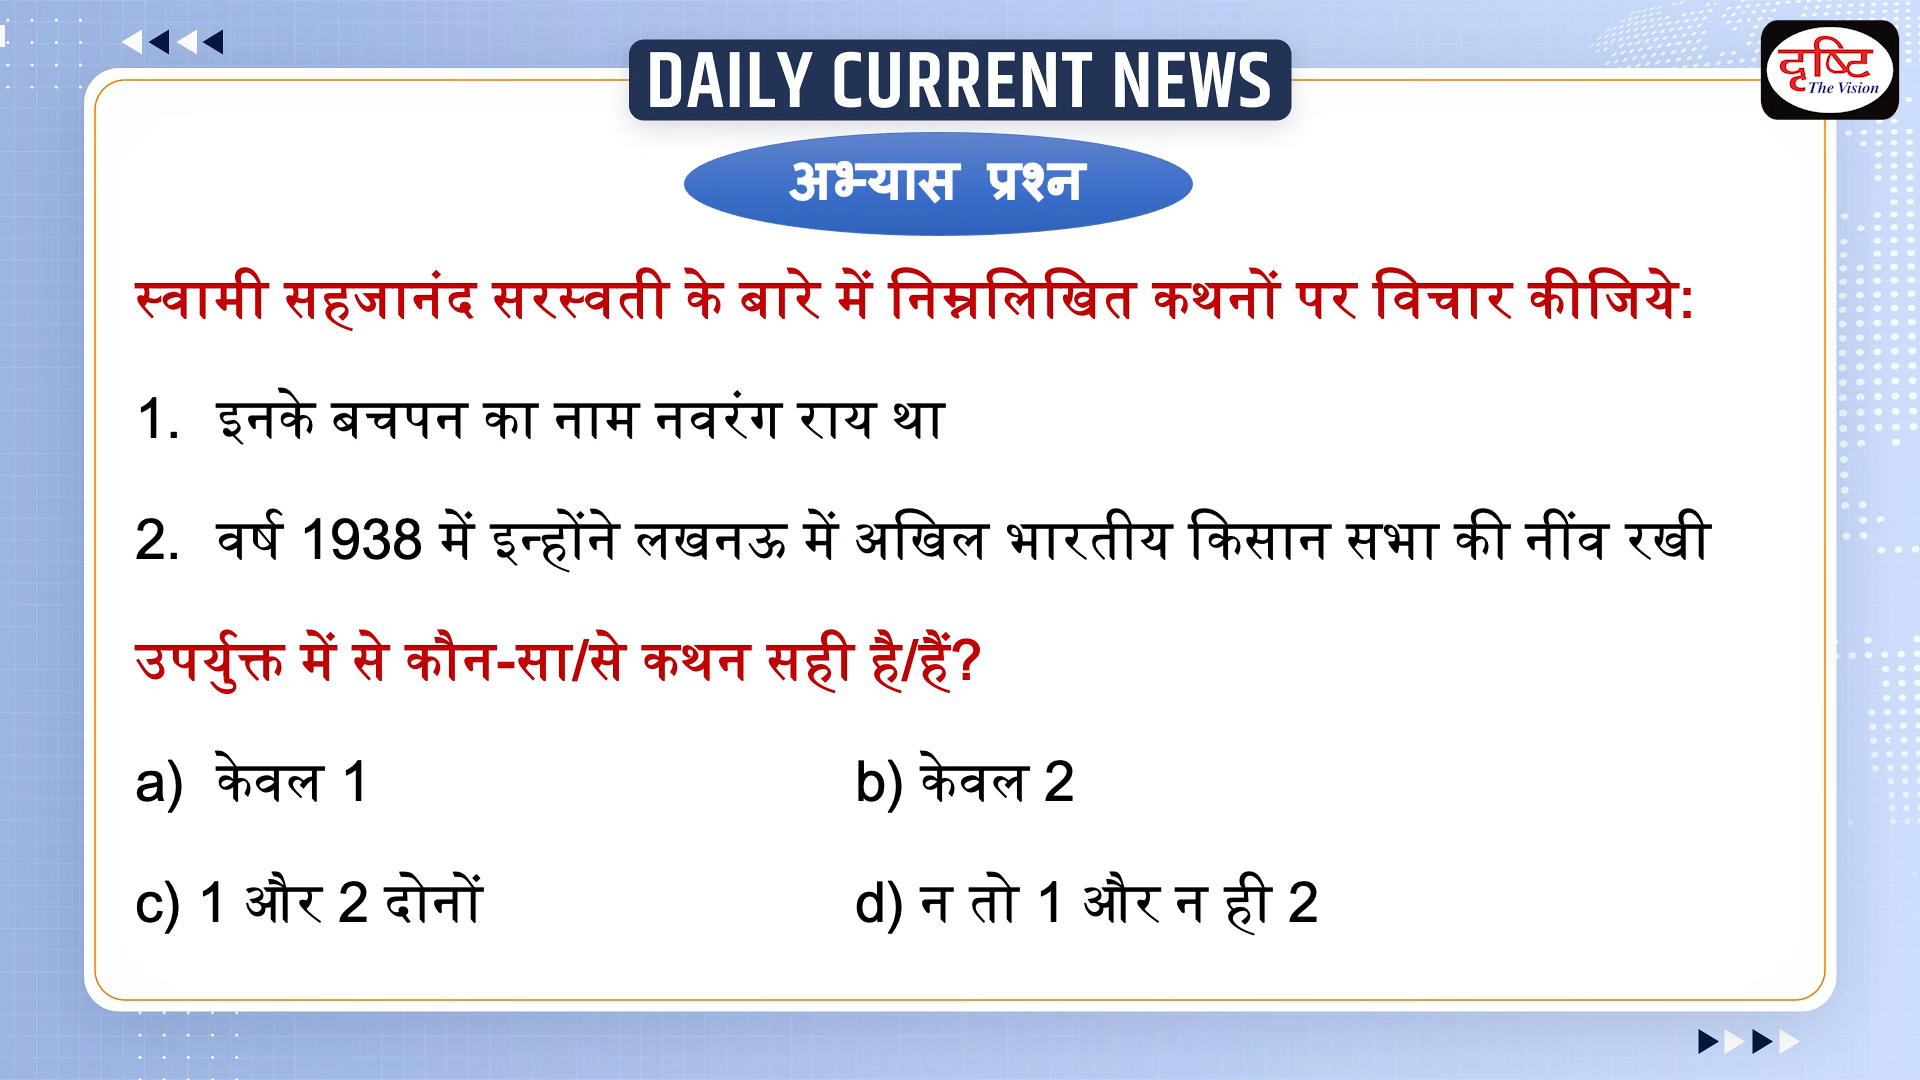 DAILY CURRENT NEWS
दृष्टि
The Vision
अभ्यास प्रश्न
स्वामी सहजानंद सरस्वती के बारे में निम्नलिखित कथनों पर विचार कीजिये:
1. इनके बचपन का नाम नवरंग राय था
2. वर्ष 1938 में इन्होंने लखनऊ में अखिल भारतीय किसान सभा की नींव रखी
उपर्युक्त में से कौन-सा/से कथन सही है/हैं?
a) केवल 1 b) केवल 2
c) 1 और 2 दोनों d) न तो 1 और न ही 2